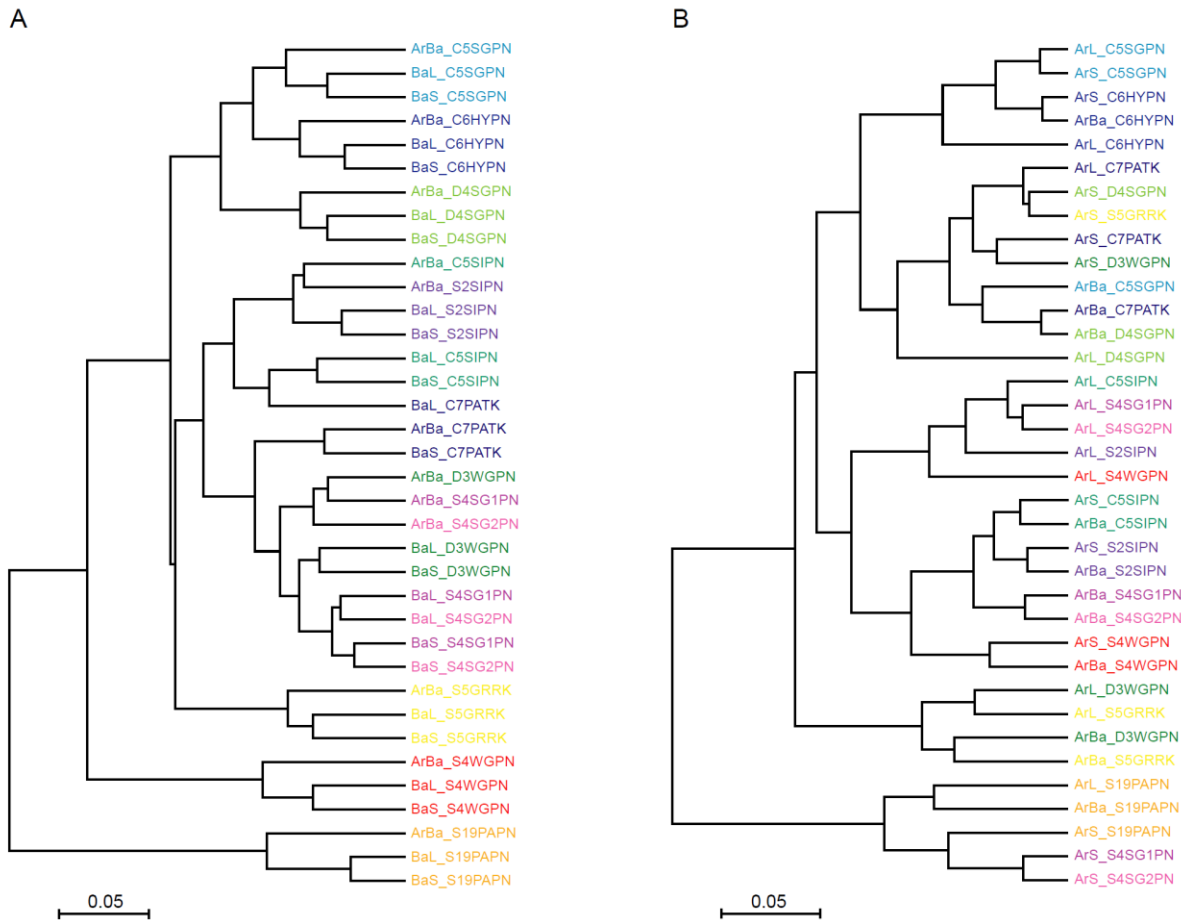 A
ArBa_C5SGPN
BaL_C5SGPN
BaS_C5SGPN
ArBa_C6HYPN
BaL_C6HYPN
BaS_C6HYPN
ArBa_D4SGPN
BaL_D4SGPN
BaS_D4SGPN
ArBa_C5SIPN
ArBa_S2SIPN
BaL_S2SIPN
BaS_S2SIPN
BaL_C5SIPN
BaS_C5SIPN
BaL_C7PATK
ArBa_C7PATK
BaS_C7PATK
ArBa_D3WGPN
ArBa_S4SG1PN
ArBa_S4SG2PN
BaL_D3WGPN
BaS_D3WGPN
BaL_S4SG1PN
BaL_S4SG2PN
BaS_S4SG1PN
BaS_S4SG2PN
ArBa_S5GRRK
BaL_S5GRRK
BaS_S5GRRK
ArBa_S4WGPN
BaL_S4WGPN
BaS_S4WGPN
ArBa_S19PAPN
BaL_S19PAPN
BaS_S19PAPN
0.05
B
ArL_C5SGPN
ArS_C5SGPN
ArS_C6HYPN
ArBa_C6HYPN
ArL_C6HYPN
ArL_C7PATK
ArS_D4SGPN
ArS_S5GRRK
ArS_C7PATK
ArS_D3WGPN
ArBa_C5SGPN
ArBa_C7PATK
ArBa_D4SGPN
ArL_D4SGPN
ArL_C5SIPN
ArL_S4SG1PN
ArL_S4SG2PN
ArL_S2SIPN
ArL_S4WGPN
ArS_C5SIPN
ArBa_C5SIPN
ArS_S2SIPN
ArBa_S2SIPN
ArBa_S4SG1PN
ArBa_S4SG2PN
ArS_S4WGPN
ArBa_S4WGPN
ArL_D3WGPN
ArL_S5GRRK
ArBa_D3WGPN
ArBa_S5GRRK
ArL_S19PAPN
ArBa_S19PAPN
ArS_S19PAPN
ArS_S4SG1PN
ArS_S4SG2PN
0.05